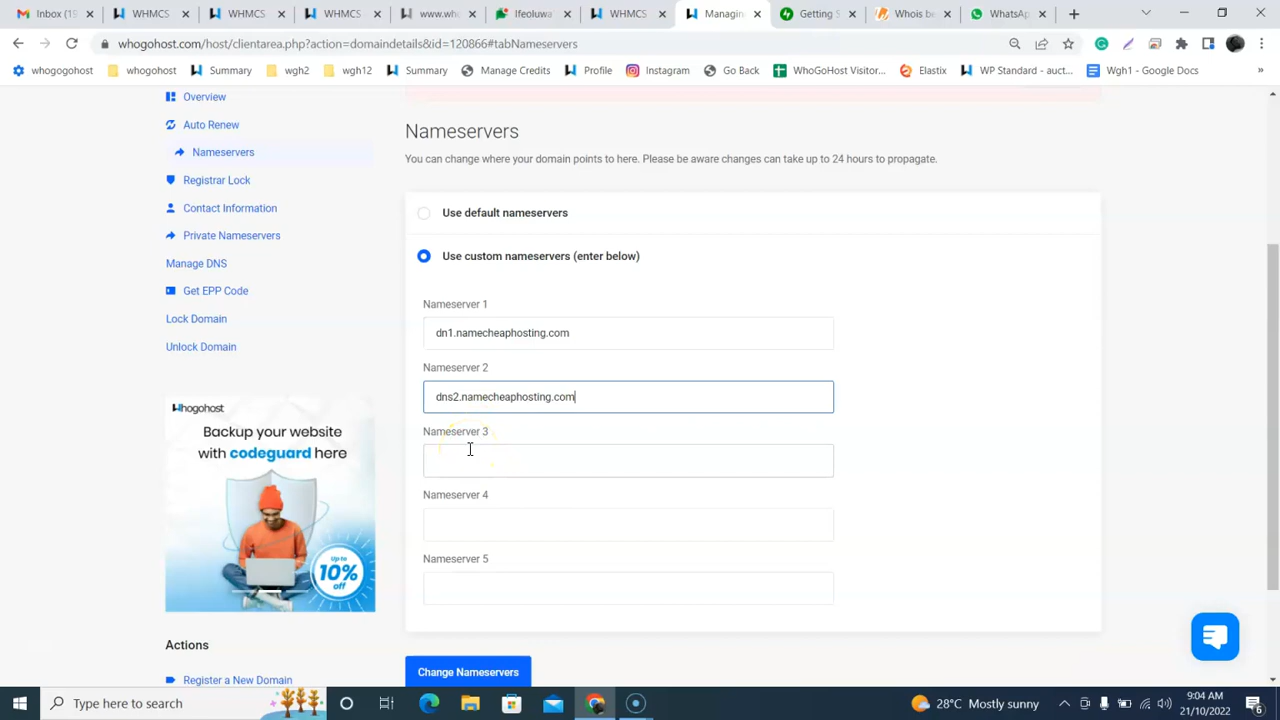 Inbox (19
WHMCS
WHMCS
WHMCS
www.who
Ifeoluwa
WHMCS
Managin
Getting S
Whois be
WhatsAp
whogohost.com/host/clientarea.php?action=domaindetails&id=120866#tabNameservers
whogogohost
whogohost
Summary
wgh2
wgh12
Summary
Manage Credits
Profile
Instagram
Go Back
WhoGoHost Visitor...
Elastix
WP Standard - auct...
Wgh1 - Google Docs
»
Overview
Auto Renew
Nameservers
Registrar Lock
Contact Information
Private Nameservers
Manage DNS
Get EPP Code
Lock Domain
Unlock Domain
Whogohost
Backup your website
with codeguard here
Up to
10%
off
Actions
Register a New Domain
Nameservers
You can change where your domain points to here. Please be aware changes can take up to 24 hours to propagate.
Use default nameservers
Use custom nameservers (enter below)
Nameserver 1
dn1.namecheaphosting.com
Nameserver 2
dns2.namecheaphosting.com
Nameserver 3
Nameserver 4
Nameserver 5
Change Nameservers
Type here to search
28°C Mostly sunny
9:04 AM
21/10/2022
6